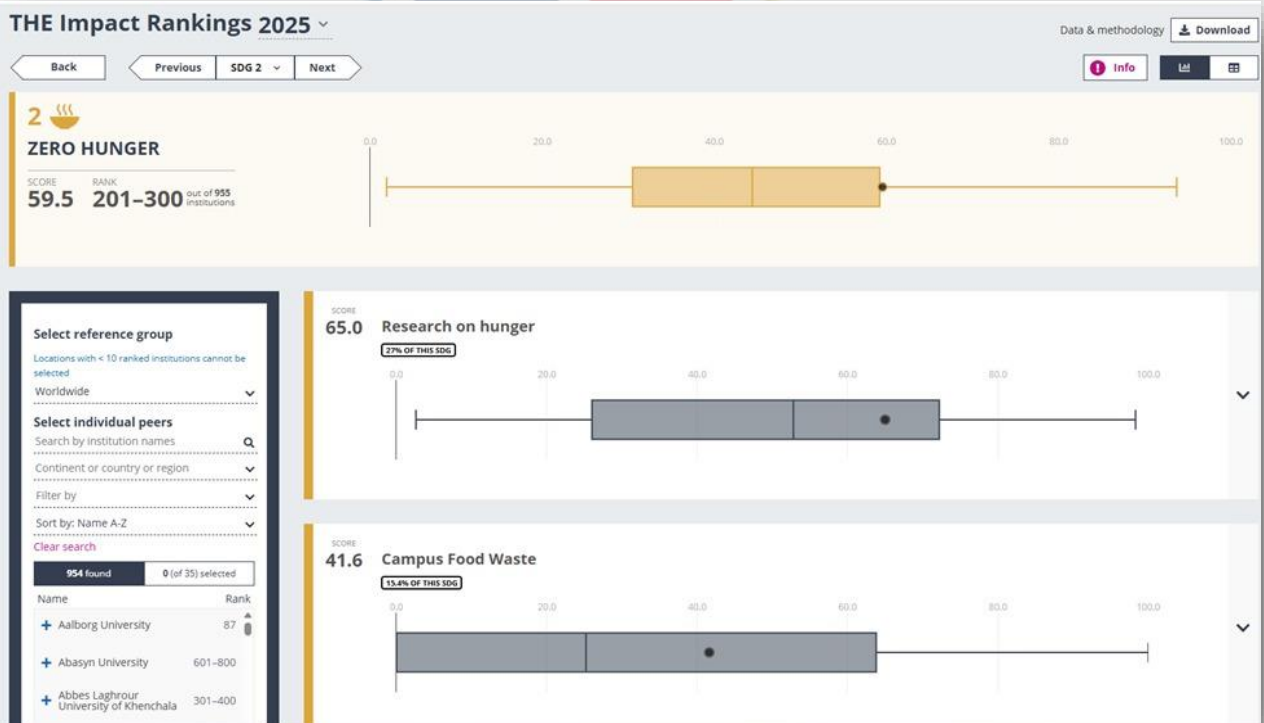 THE Impact Rankings 2025
Data & methodology
Download
Back
Previous
SDG 2
Next
Info
2
ZERO HUNGER
SCORE
RANK
59.5
201–300
out of 955
institutions
0.0 20.0 40.0 60.0 80.0 100.0
Select reference group
Locations with < 10 ranked institutions cannot be
selected
Worldwide
Select individual peers
Search by institution names
Continent or country or region
Filter by
Sort by: Name A-Z
Clear search
954 found
0 (of 35) selected
Name
Rank
Aalborg University
87
Abasyn University
601–800
Abbes Laghrour
University of Khenchala
301–400
SCORE
65.0
Research on hunger
27% OF THIS SDG
0.0 20.0 40.0 60.0 80.0 100.0
SCORE
41.6
Campus Food Waste
15.4% OF THIS SDG
0.0 20.0 40.0 60.0 80.0 100.0